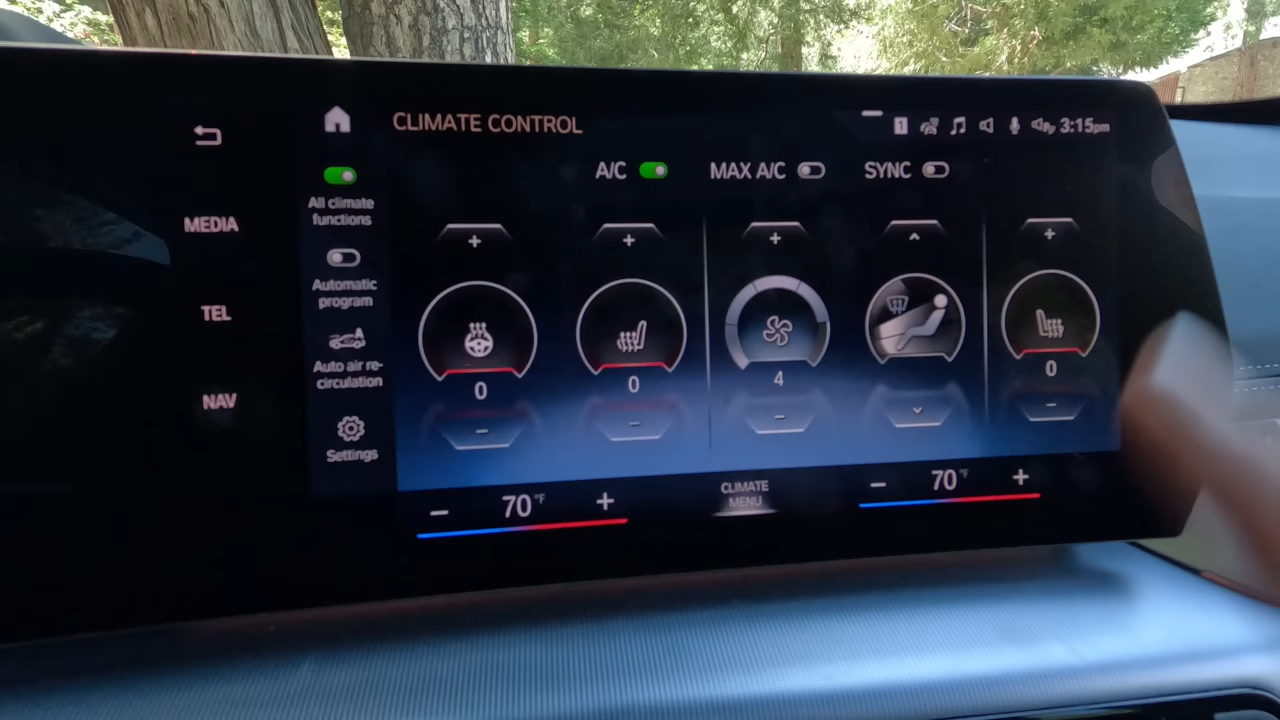 CLIMATE CONTROL
1
3:15pm
A/C
MAX A/C
SYNC
All climate
functions
MEDIA
Automatic
program
TEL
Auto air re-
circulation
NAV
Settings
+
+
+
+
0
0
4
0
−
−
−
−
− 70°F +
CLIMATE
MENU
− 70°F +